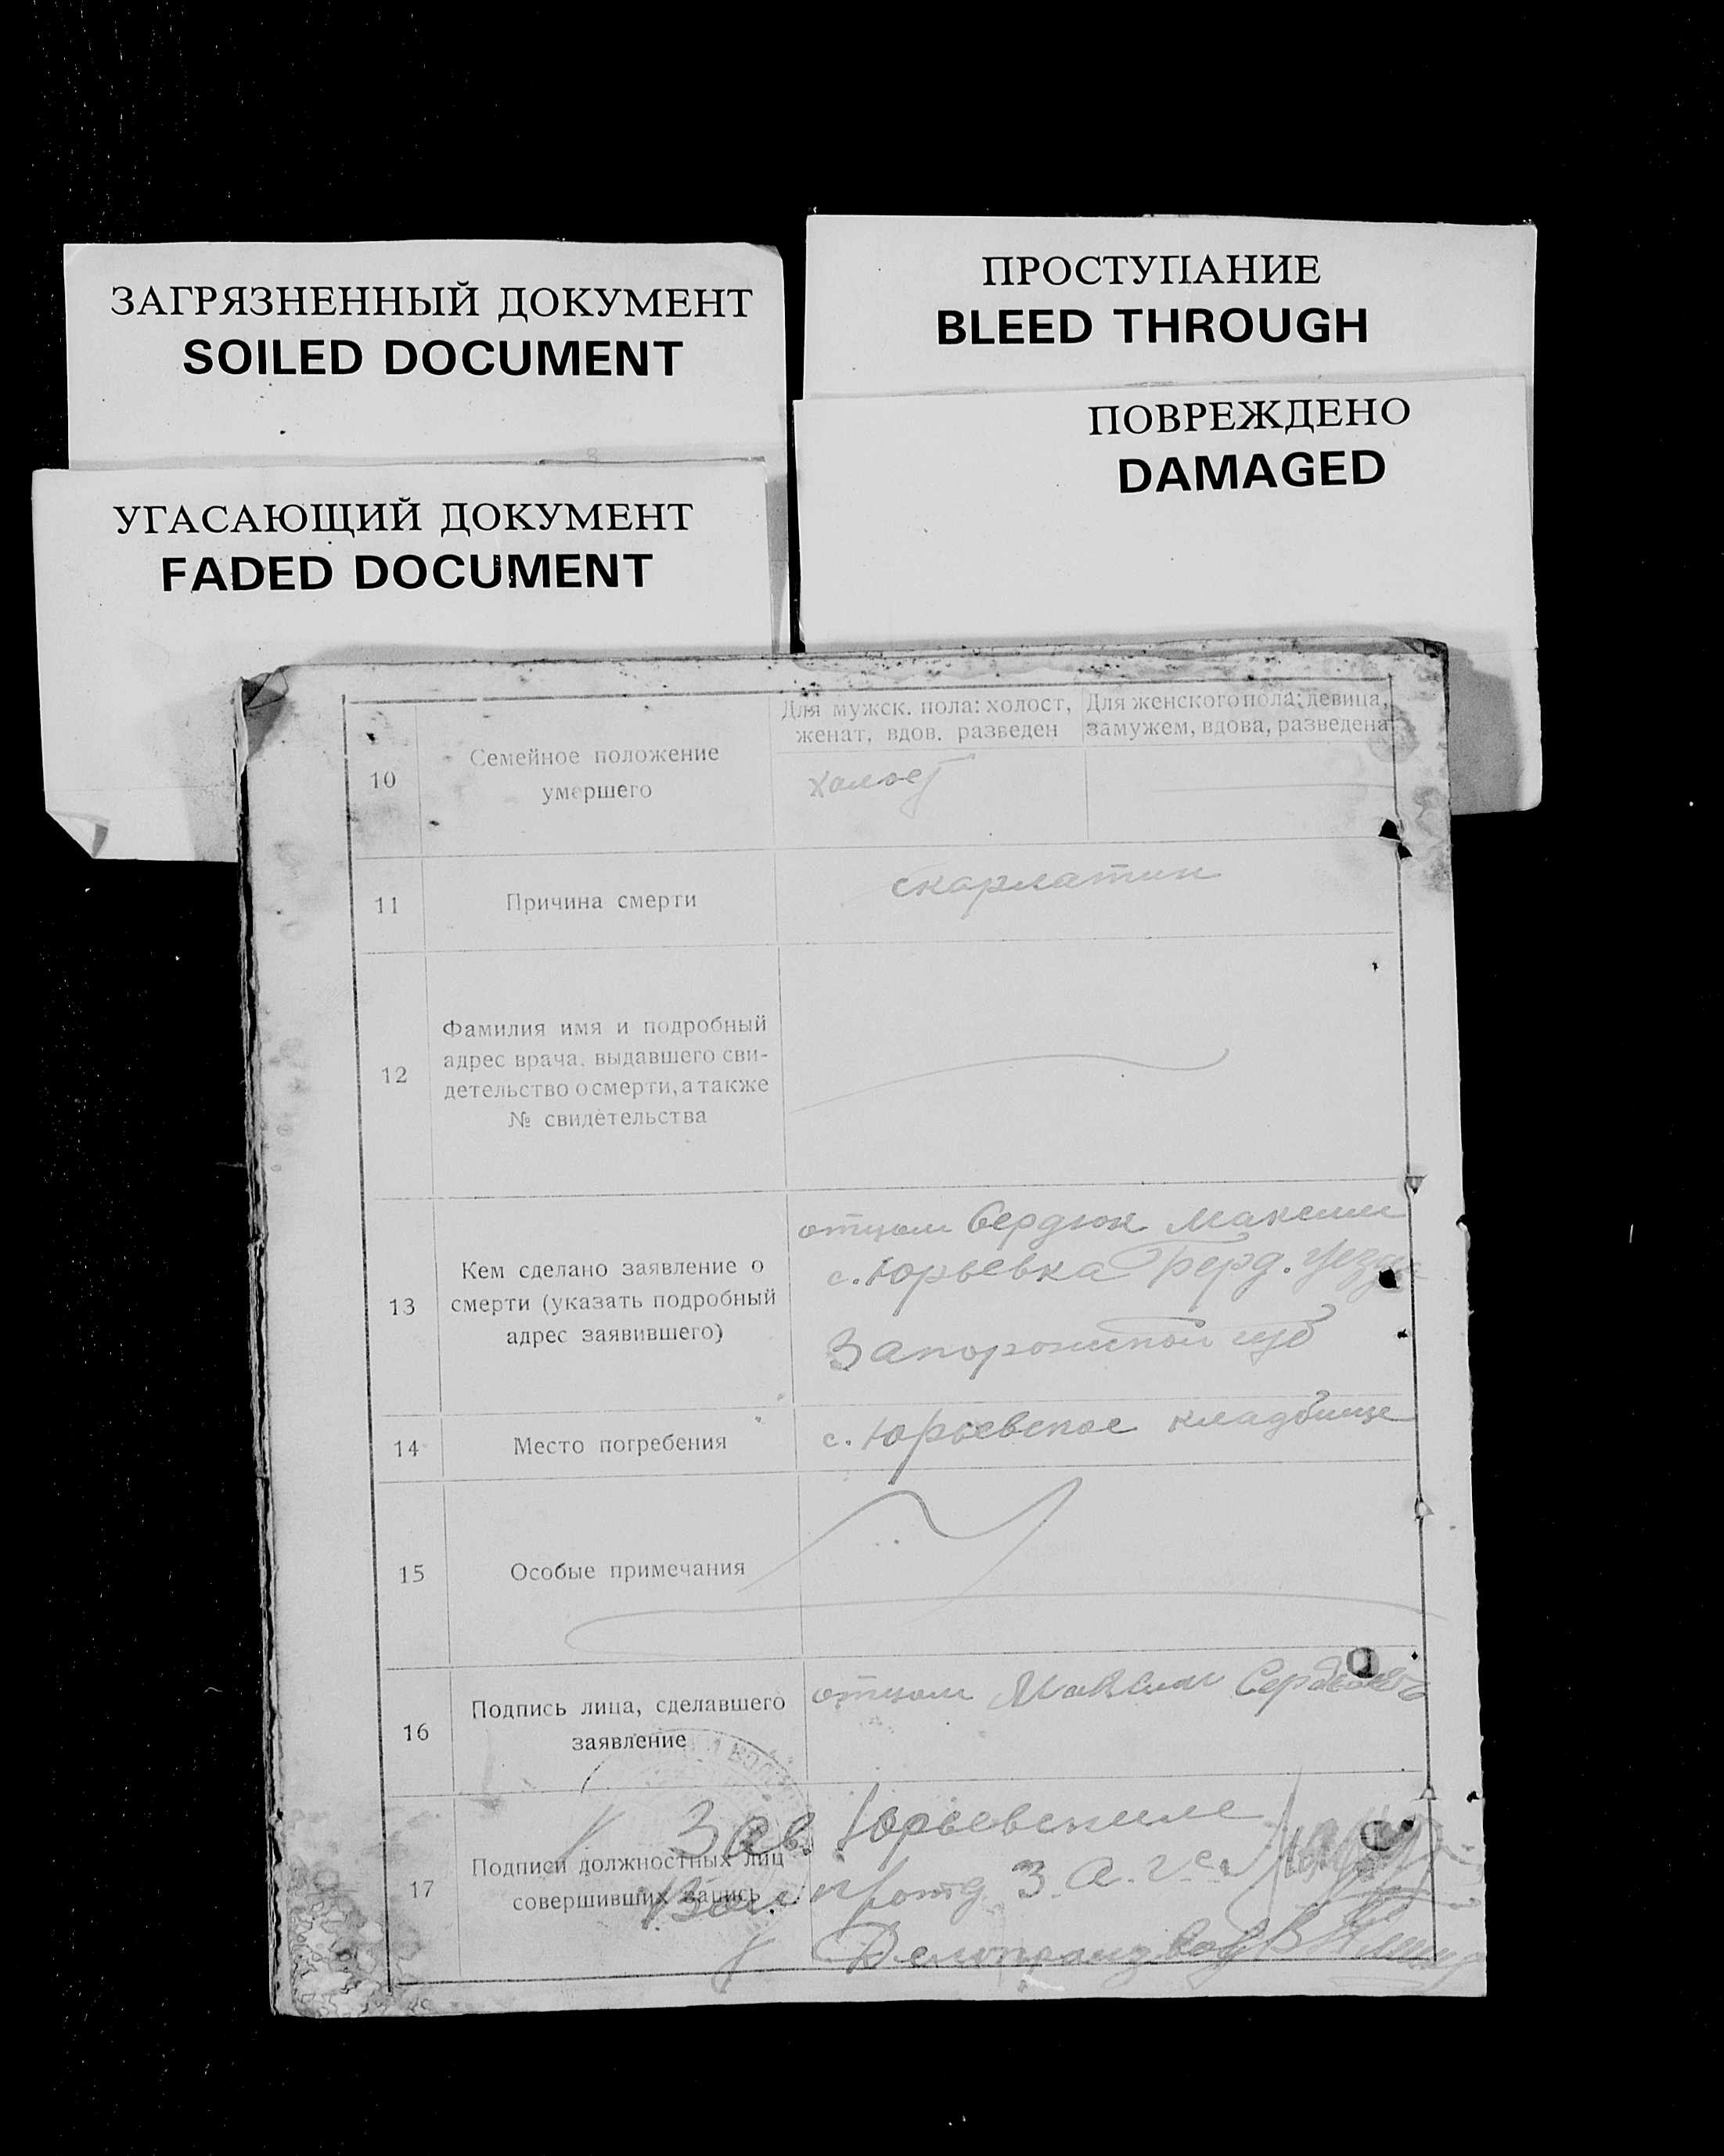 ЗАГРЯЗНЕННЫЙ ДОКУМЕНТ
SOILED DOCUMENT
ПРОСТУПАНИЕ
BLEED THROUGH
ПОВРЕЖДЕНО
DAMAGED
УГАСАЮЩИЙ ДОКУМЕНТ
FADED DOCUMENT
10
Семейное положение
умершего
Для мужск. пола: холост,
женат, вдов, разведен
Для женского пола: девица,
замужем, вдова, разведена
холост
11
Причина смерти
скарлатин
12
Фамилия имя и подробный
адрес врача, выдавшего сви-
детельство о смерти, а также
№ свидетельства
13
Кем сделано заявление о
смерти (указать подробный
адрес заявившего)
отцом Сердюк Максим
с. Юрьевка Берд. уезда
Запорожской губ
14
Место погребения
с. Юрьевское кладбище
15
Особые примечания
16
Подпись лица, сделавшего
заявление
отцом Максим
17
Подписи должностных лиц
совершивших запись
Зав. Юрьевским
З.А.Г.С.